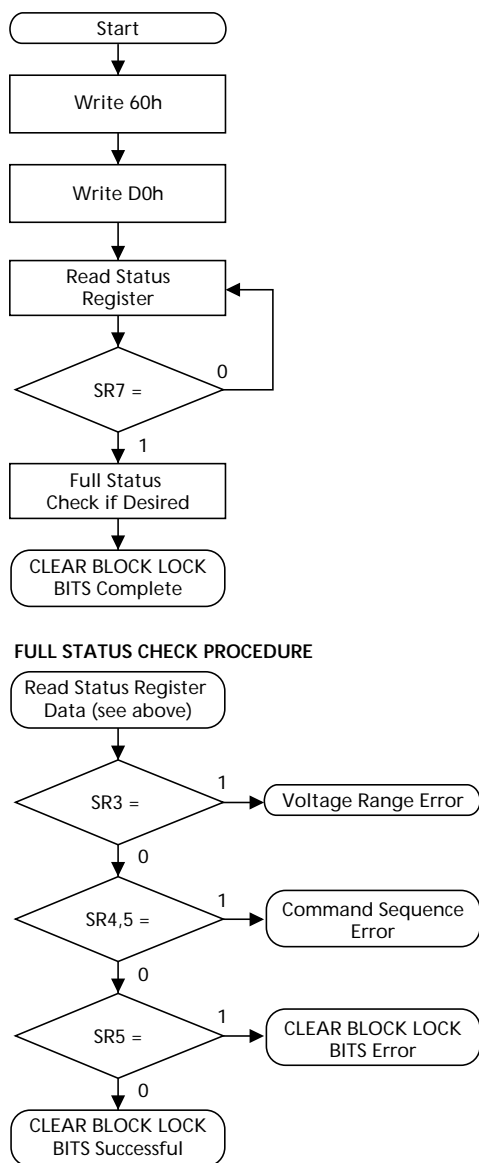 Start
Write 60h
Write D0h
Read Status
Register
0
SR7 =
1
Full Status
Check if Desired
CLEAR BLOCK LOCK
BITS Complete
FULL STATUS CHECK PROCEDURE
Read Status Register
Data (see above)
1
SR3 =
Voltage Range Error
0
1
SR4,5 =
Command Sequence
Error
0
1
SR5 =
CLEAR BLOCK LOCK
BITS Error
0
CLEAR BLOCK LOCK
BITS Successful